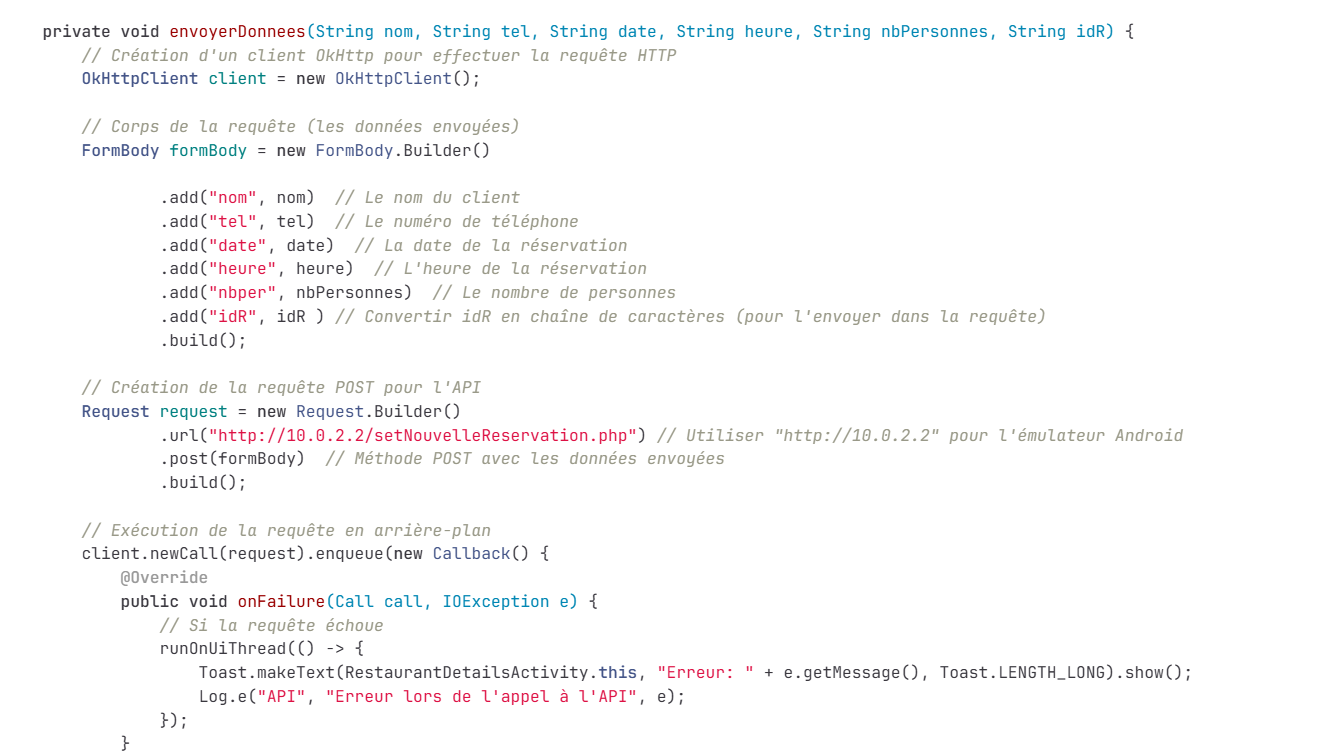 private void envoyerDonnees(String nom, String tel, String date, String heure, String nbPersonnes, String idR) {
// Création d'un client OkHttp pour effectuer la requête HTTP
OkHttpClient client = new OkHttpClient();
// Corps de la requête (les données envoyées)
FormBody formBody = new FormBody.Builder()
.add("nom", nom)  // Le nom du client
.add("tel", tel)  // Le numéro de téléphone
.add("date", date)  // La date de la réservation
.add("heure", heure)  // L'heure de la réservation
.add("nbper", nbPersonnes)  // Le nombre de personnes
.add("idR", idR ) // Convertir idR en chaîne de caractères (pour l'envoyer dans la requête)
.build();
// Création de la requête POST pour l'API
Request request = new Request.Builder()
.url("http://10.0.2.2/setNouvelleReservation.php") // Utiliser "http://10.0.2.2" pour l'émulateur Android
.post(formBody)  // Méthode POST avec les données envoyées
.build();
// Exécution de la requête en arrière-plan
client.newCall(request).enqueue(new Callback() {
@Override
public void onFailure(Call call, IOException e) {
// Si la requête échoue
runOnUiThread(() -> {
Toast.makeText(RestaurantDetailsActivity.this, "Erreur: " + e.getMessage(), Toast.LENGTH_LONG).show();
Log.e("API", "Erreur lors de l'appel à l'API", e);
});
}